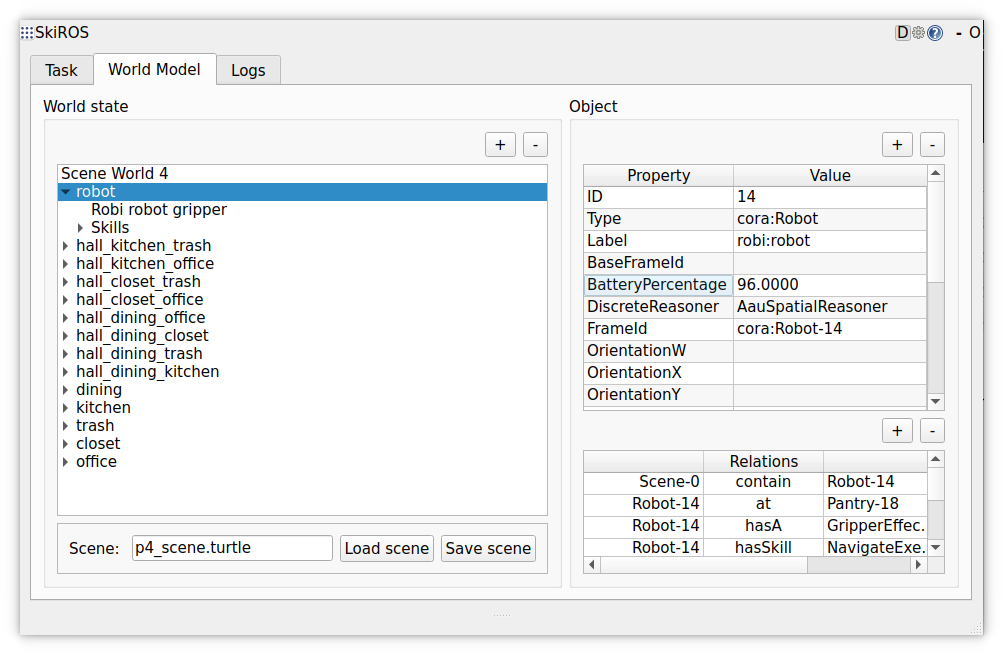 SkiROS
D ? - O
Task World Model Logs
World state
+ -
Scene World 4
robot
Robi robot gripper
Skills
hall_kitchen_trash
hall_kitchen_office
hall_closet_trash
hall_closet_office
hall_dining_office
hall_dining_closet
hall_dining_trash
hall_dining_kitchen
dining
kitchen
trash
closet
office
Scene: p4_scene.turtle Load scene Save scene
Object
+ -
Property Value
ID 14
Type cora:Robot
Label robi:robot
BaseFrameId
BatteryPercentage 96.0000
DiscreteReasoner AauSpatialReasoner
FrameId cora:Robot-14
OrientationW
OrientationX
OrientationY
+ -
Relations
Scene-0 contain Robot-14
Robot-14 at Pantry-18
Robot-14 hasA GripperEffec.
Robot-14 hasSkill NavigateExe.